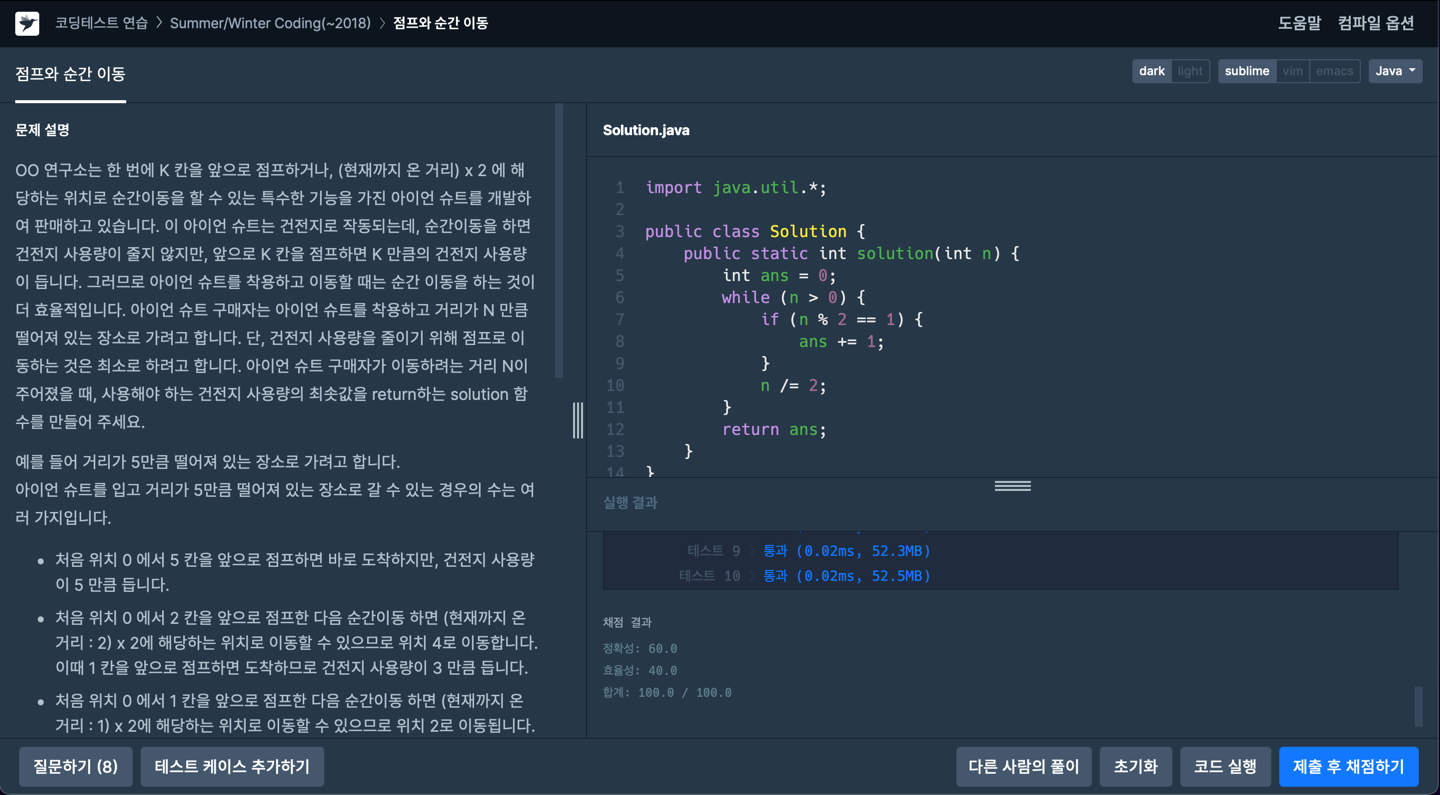 코딩테스트 연습 > Summer/Winter Coding(~2018) > 점프와 순간 이동
도움말 컴파일 옵션
점프와 순간 이동
dark light sublime vim emacs Java
문제 설명
OO 연구소는 한 번에 K 칸을 앞으로 점프하거나, (현재까지 온 거리) x 2 에 해
당하는 위치로 순간이동을 할 수 있는 특수한 기능을 가진 아이언 슈트를 개발하
여 판매하고 있습니다. 이 아이언 슈트는 건전지로 작동되는데, 순간이동을 하면
건전지 사용량이 줄지 않지만, 앞으로 K 칸을 점프하면 K 만큼의 건전지 사용량
이 듭니다. 그러므로 아이언 슈트를 착용하고 이동할 때는 순간 이동을 하는 것이
더 효율적입니다. 아이언 슈트 구매자는 아이언 슈트를 착용하고 거리가 N 만큼
떨어져 있는 장소로 가려고 합니다. 단, 건전지 사용량을 줄이기 위해 점프로 이
동하는 것은 최소로 하려고 합니다. 아이언 슈트 구매자가 이동하려는 거리 N이
주어졌을 때, 사용해야 하는 건전지 사용량의 최솟값을 return하는 solution 함
수를 만들어 주세요.
예를 들어 거리가 5만큼 떨어져 있는 장소로 가려고 합니다.
아이언 슈트를 입고 거리가 5만큼 떨어져 있는 장소로 갈 수 있는 경우의 수는 여
러 가지입니다.
• 처음 위치 0 에서 5 칸을 앞으로 점프하면 바로 도착하지만, 건전지 사용량
이 5 만큼 듭니다.
• 처음 위치 0 에서 2 칸을 앞으로 점프한 다음 순간이동 하면 (현재까지 온
거리 : 2) x 2에 해당하는 위치로 이동할 수 있으므로 위치 4로 이동합니다.
이때 1 칸을 앞으로 점프하면 도착하므로 건전지 사용량이 3 만큼 듭니다.
• 처음 위치 0 에서 1 칸을 앞으로 점프한 다음 순간이동 하면 (현재까지 온
거리 : 1) x 2에 해당하는 위치로 이동할 수 있으므로 위치 2로 이동됩니다.
Solution.java
1 import java.util.*;
2
3 public class Solution {
4 public static int solution(int n) {
5 int ans = 0;
6 while (n > 0) {
7 if (n % 2 == 1) {
8 ans += 1;
9 }
10 n /= 2;
11 }
12 return ans;
13 }
14 }
실행 결과
테스트 9 > 통과 (0.02ms, 52.3MB)
테스트 10 > 통과 (0.02ms, 52.5MB)
채점 결과
정확성: 60.0
효율성: 40.0
합계: 100.0 / 100.0
질문하기 (8) 테스트 케이스 추가하기 다른 사람의 풀이 초기화 코드 실행 제출 후 채점하기